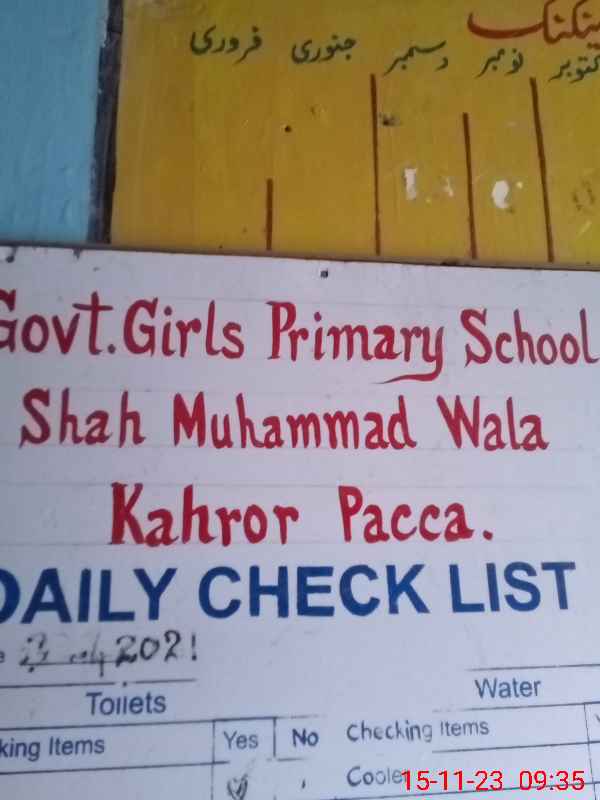 فروری جنوری دسمبر نومبر اکتوبر
Govt. Girls Primary School
Shah Muhammad Wala
Kahror Pacca.
DAILY CHECK LIST
2021
Toilets Water
king Items Yes No Checking Items
Cooler
15-11-23 09:35